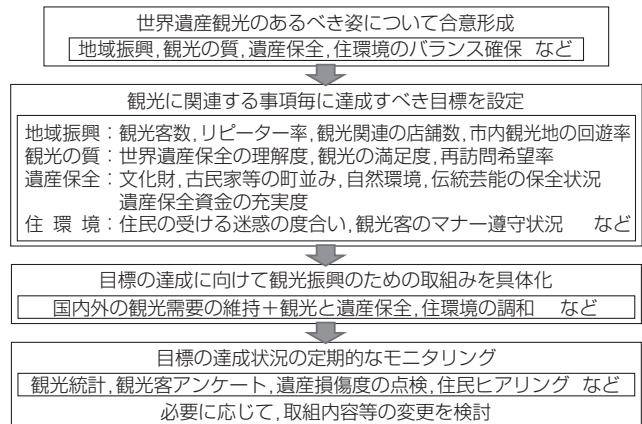 世界遺産観光のあるべき姿について合意形成
地域振興,観光の質,遺産保全,住環境のバランス確保 など
観光に関連する事項毎に達成すべき目標を設定
地域振興：観光客数,リピーター率,観光関連の店舗数,市内観光地の回遊率
観光の質：世界遺産保全の理解度,観光の満足度,再訪問希望率
遺産保全：文化財,古民家等の町並み,自然環境,伝統芸能の保全状況
遺産保全資金の充実度
住 環 境：住民の受ける迷惑の度合い,観光客のマナー遵守状況 など
目標の達成に向けて観光振興のための取組みを具体化
国内外の観光需要の維持＋観光と遺産保全,住環境の調和 など
目標の達成状況の定期的なモニタリング
観光統計,観光客アンケート,遺産損傷度の点検,住民ヒアリング など
必要に応じて,取組内容等の変更を検討